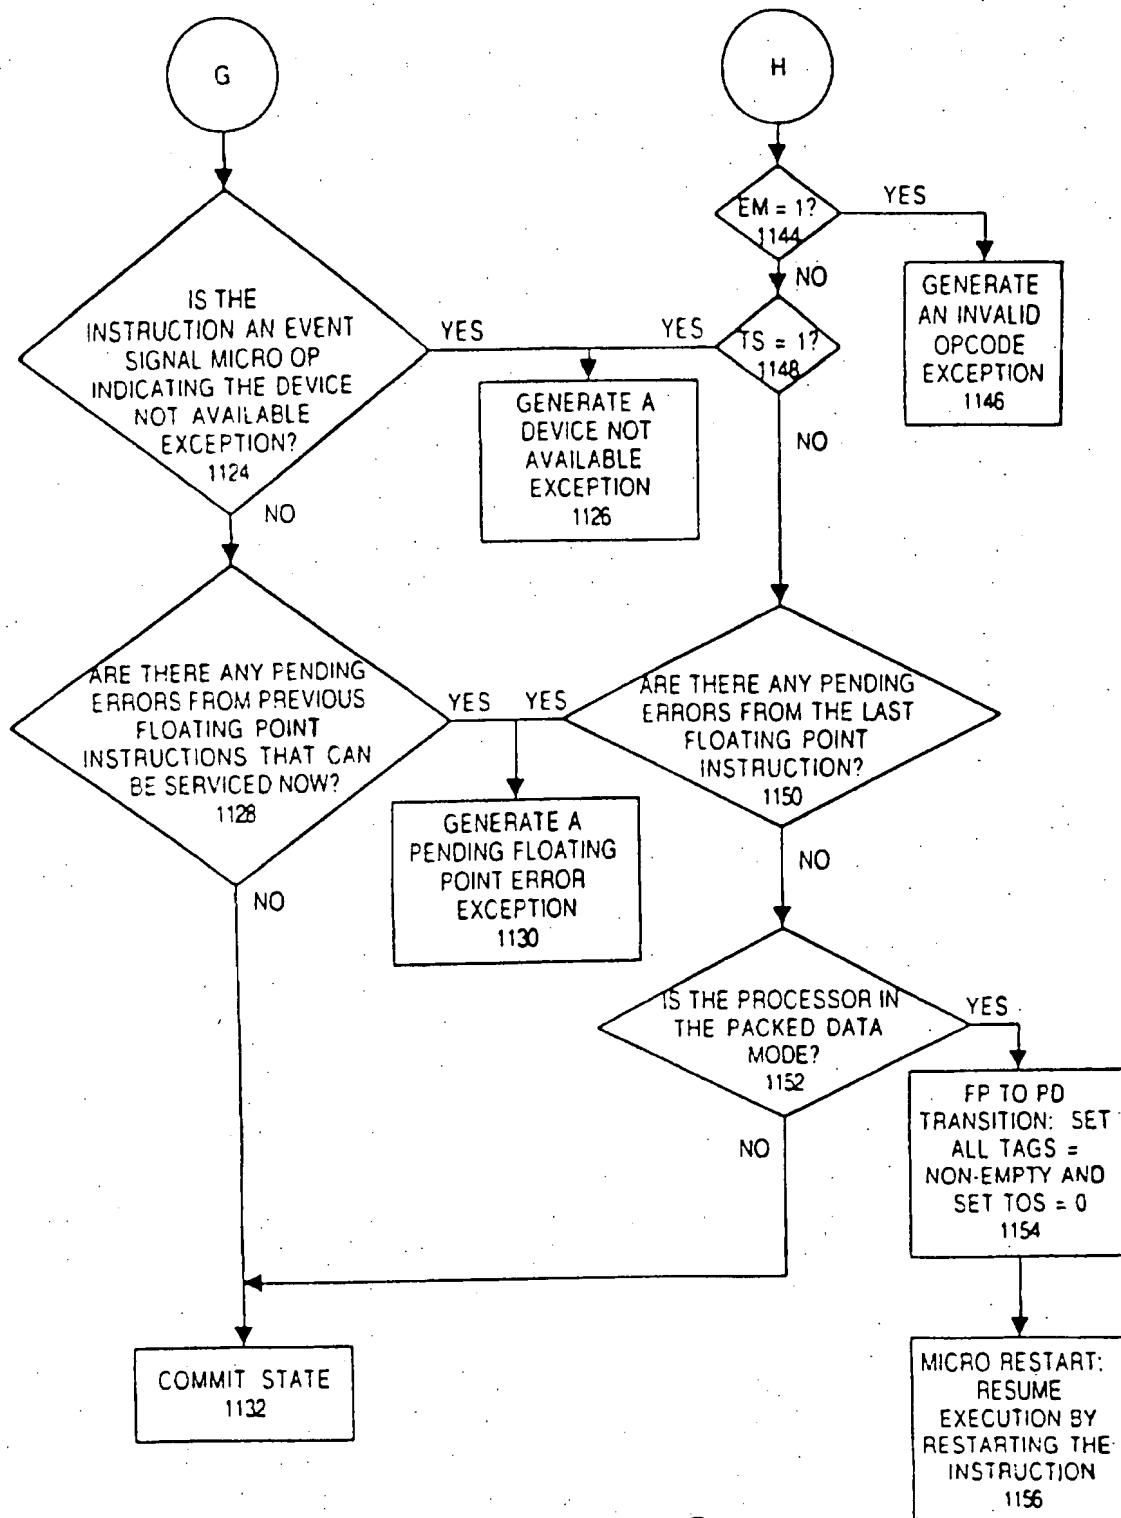 G
IS THE
INSTRUCTION AN EVENT
SIGNAL MICRO OP
INDICATING THE DEVICE
NOT AVAILABLE
EXCEPTION?
1124
YES
NO
H
EM = 1?
1144
YES
NO
GENERATE
AN INVALID
OPCODE
EXCEPTION
1146
YES
TS = 1?
1148
NO
GENERATE A
DEVICE NOT
AVAILABLE
EXCEPTION
1126
ARE THERE ANY PENDING
ERRORS FROM PREVIOUS
FLOATING POINT
INSTRUCTIONS THAT CAN
BE SERVICED NOW?
1128
YES
NO
YES
ARE THERE ANY PENDING
ERRORS FROM THE LAST
FLOATING POINT
INSTRUCTION?
1150
NO
GENERATE A
PENDING FLOATING
POINT ERROR
EXCEPTION
1130
IS THE PROCESSOR IN
THE PACKED DATA
MODE?
1152
YES
NO
FP TO PD
TRANSITION: SET
ALL TAGS =
NON-EMPTY AND
SET TOS = 0
1154
COMMIT STATE
1132
MICRO RESTART:
RESUME
EXECUTION BY
RESTARTING THE
INSTRUCTION
1156